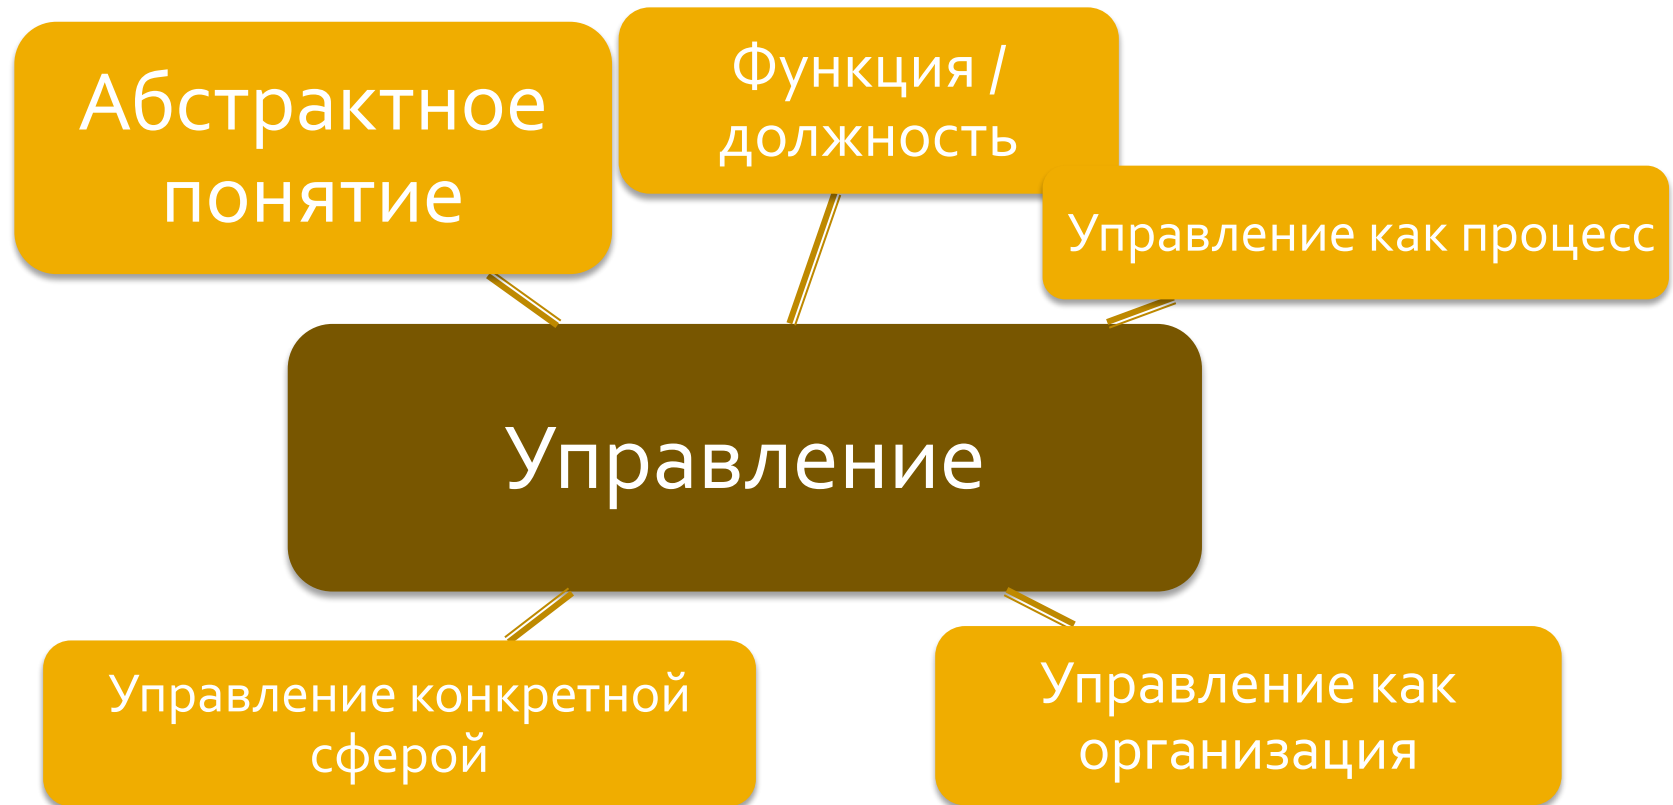 Абстрактное
понятие
Функция /
должность
Управление как процесс
Управление
Управление конкретной
сферой
Управление как
организация